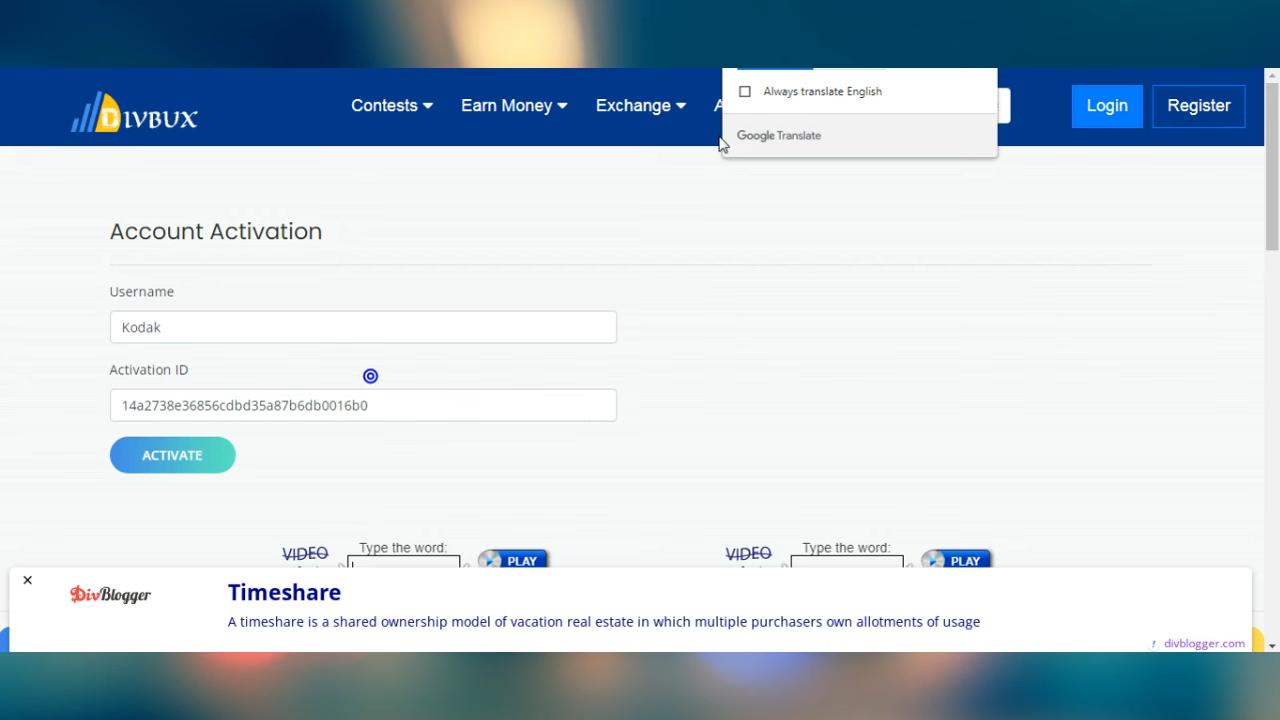 Always translate English
Google Translate
DIVBUX
Contests
Earn Money
Exchange
Login
Register
Account Activation
Username
Kodak
Activation ID
14a2738e36856cdbd35a87b6db0016b0
ACTIVATE
VIDEO
Type the word:
PLAY
VIDEO
Type the word:
PLAY
DivBlogger
Timeshare
A timeshare is a shared ownership model of vacation real estate in which multiple purchasers own allotments of usage
divblogger.com